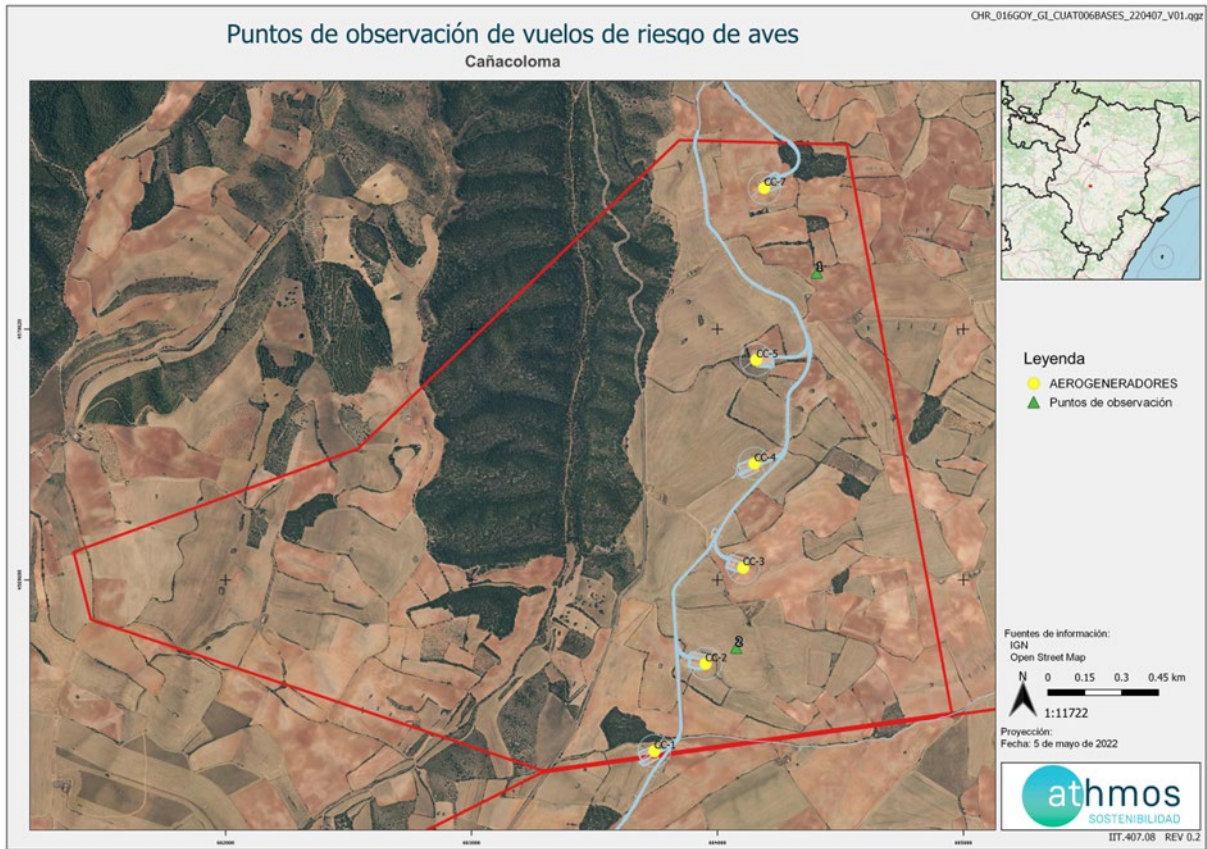 CHR_016GOY_GI_CUAT006BASES_220407_V01.qgz
Puntos de observación de vuelos de riesgo de aves
Cañacoloma
CC-7
1
CC-5
CC-4
CC-3
2
CC-2
CC-1
Leyenda
AEROGENERADORES
Puntos de observación
Fuentes de información:
IGN
Open Street Map
N
0 0.15 0.3 0.45 km
1:11722
Proyección:
Fecha: 5 de mayo de 2022
athmos
SOSTENIBILIDAD
IIT.407.08 REV 0.2